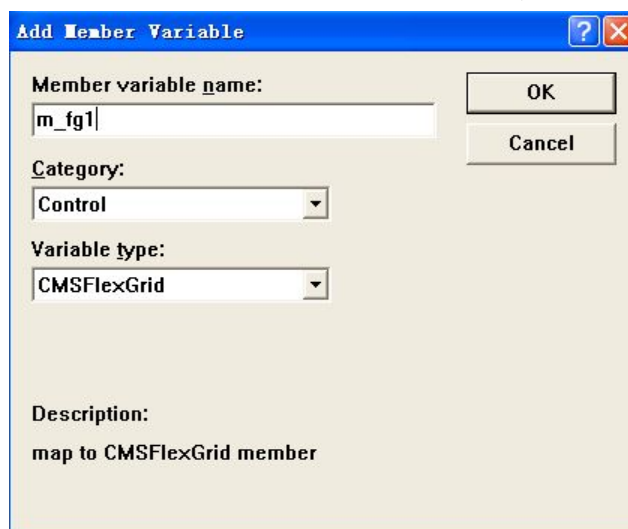 Add Member Variable
Member variable name:
OK
m_fg1
Cancel
Category:
Control
Variable type:
CMSFlexGrid
Description:
map to CMSFlexGrid member